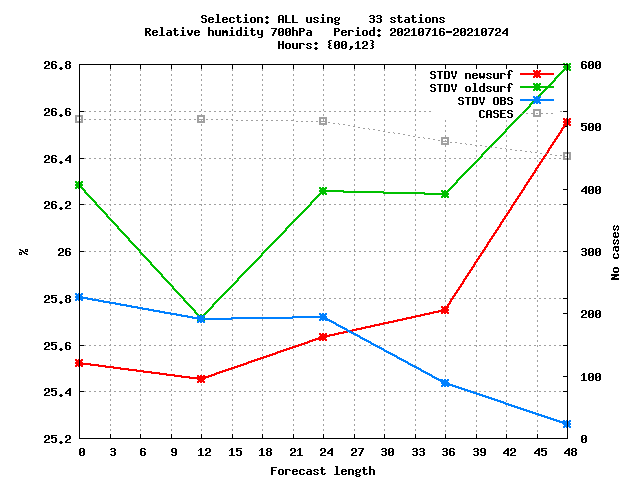 Selection: ALL using    33 stations
Relative humidity 700hPa   Period: 20210716-20210724
Hours: {00,12}
STDV newsurf
STDV oldsurf
STDV OBS
CASES
26.8
26.6
26.4
26.2
26
25.8
25.6
25.4
25.2
%
600
500
400
300
200
100
0
No cases
0 3 6 9 12 15 18 21 24 27 30 33 36 39 42 45 48
Forecast length